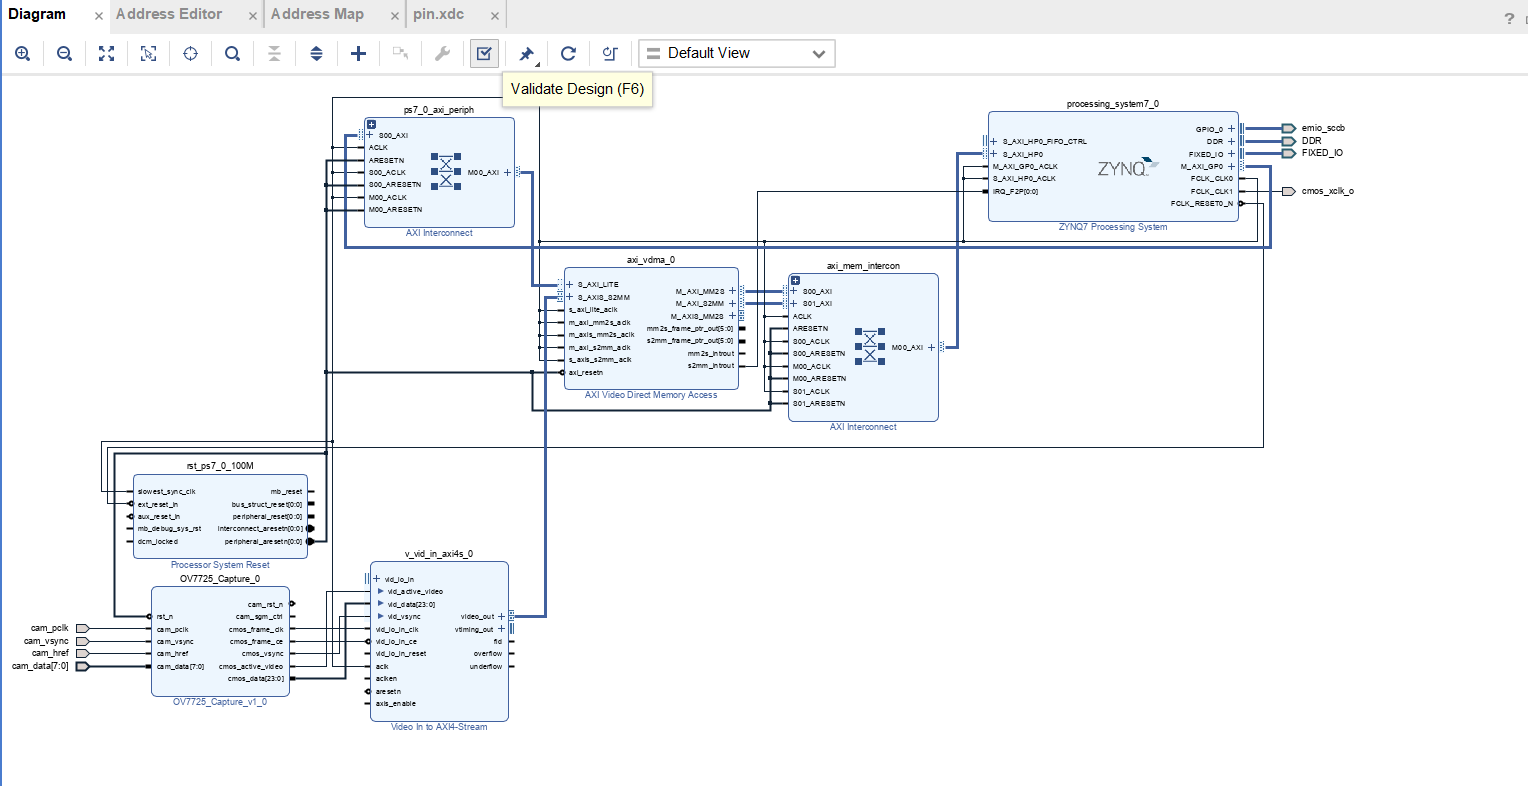 Diagram × Address Editor × Address Map × pin.xdc × ?
Default View
Validate Design (F6)
ps7_0_axi_periph
S00_AXI
ACLK
ARESETN
S00_ACLK
S00_ARESETN
M00_ACLK
M00_ARESETN
M00_AXI
AXI Interconnect
processing_system7_0
S_AXI_HP0_FIFO_CTRL
S_AXI_HP0
M_AXI_GP0_ACLK
S_AXI_HP0_ACLK
IRQ_F2P[0:0]
ZYNQ
GPIO_0
DDR
FIXED_IO
M_AXI_GP0
FCLK_CLK0
FCLK_CLK1
FCLK_RESET0_N
ZYNQ7 Processing System
emio_sccb
DDR
FIXED_IO
cmos_xclk_o
axi_vdma_0
S_AXI_LITE
S_AXIS_S2MM
s_axi_lite_aclk
m_axi_mm2s_aclk
m_axis_mm2s_aclk
m_axi_s2mm_aclk
s_axis_s2mm_aclk
axi_resetn
M_AXI_MM2S
M_AXI_S2MM
M_AXIS_MM2S
mm2s_frame_ptr_out[5:0]
s2mm_frame_ptr_out[5:0]
mm2s_introut
s2mm_introut
AXI Video Direct Memory Access
axi_mem_intercon
S00_AXI
S01_AXI
ACLK
ARESETN
S00_ACLK
S00_ARESETN
M00_ACLK
M00_ARESETN
S01_ACLK
S01_ARESETN
M00_AXI
AXI Interconnect
rst_ps7_0_100M
slowest_sync_clk
ext_reset_in
aux_reset_in
mb_debug_sys_rst
dcm_locked
mb_reset
bus_struct_reset[0:0]
peripheral_reset[0:0]
interconnect_aresetn[0:0]
peripheral_aresetn[0:0]
Processor System Reset
OV7725_Capture_0
rst_n
cam_pclk
cam_vsync
cam_href
cam_data[7:0]
cam_rst_n
cam_sgm_ctrl
cmos_frame_clk
cmos_frame_ce
cmos_vsync
cmos_active_video
cmos_data[23:0]
OV7725_Capture_v1_0
cam_pclk
cam_vsync
cam_href
cam_data[7:0]
v_vid_in_axi4s_0
vid_io_in
vid_active_video
vid_data[23:0]
vid_vsync
vid_io_in_clk
vid_io_in_ce
vid_io_in_reset
aclk
aclken
aresetn
axis_enable
video_out
vtiming_out
fid
overflow
underflow
Video In to AXI4-Stream